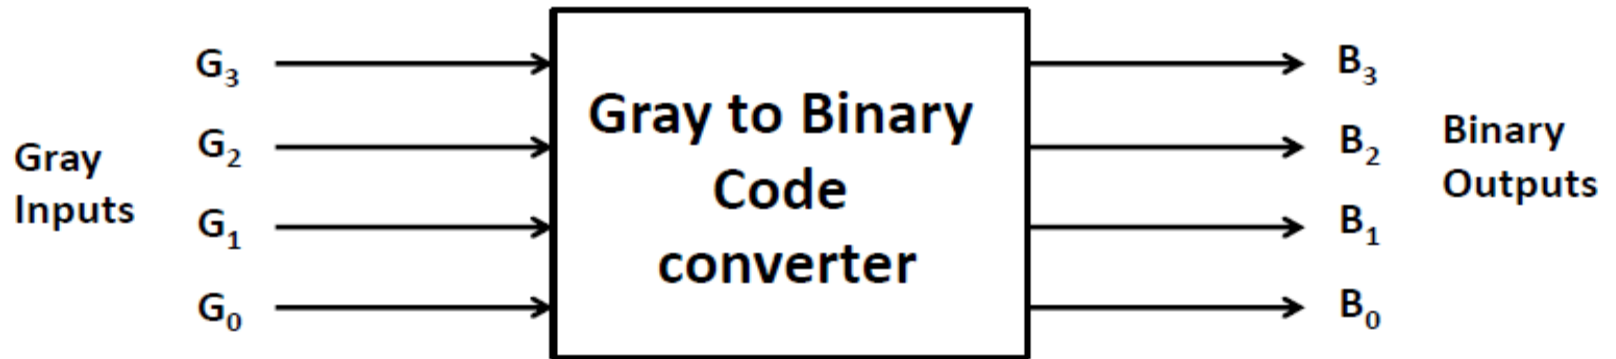 Gray
Inputs
G₃
G₂
G₁
G₀
Gray to Binary
Code
converter
B₃
B₂
B₁
B₀
Binary
Outputs